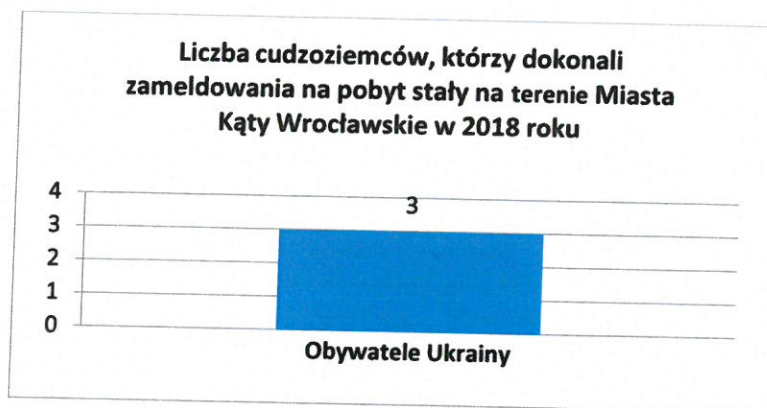 Liczba cudzoziemców, którzy dokonali
zameldowania na pobyt stały na terenie Miasta
Kąty Wrocławskie w 2018 roku
4
3
3
2
1
0
Obywatele Ukrainy